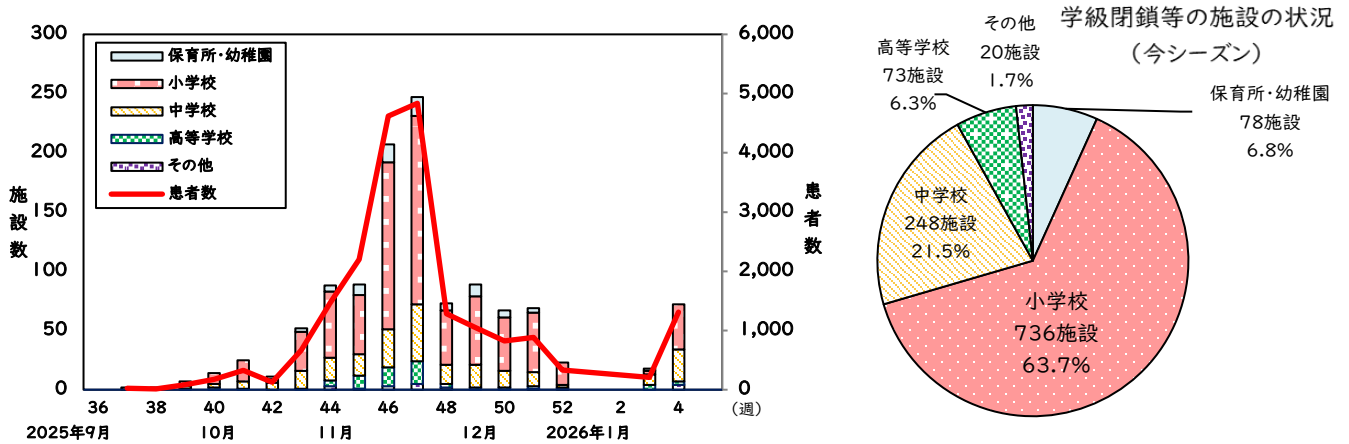 300
250
200
150
100
50
0
施設数
保育所・幼稚園
小学校
中学校
高等学校
その他
患者数
6,000
5,000
4,000
3,000
2,000
1,000
0
患者数
36 38 40 42 44 46 48 50 52 2 4 (週)
2025年9月 10月 11月 12月 2026年1月
学級閉鎖等の施設の状況
(今シーズン)
その他
20施設
1.7%
高等学校
73施設
6.3%
保育所・幼稚園
78施設
6.8%
中学校
248施設
21.5%
小学校
736施設
63.7%